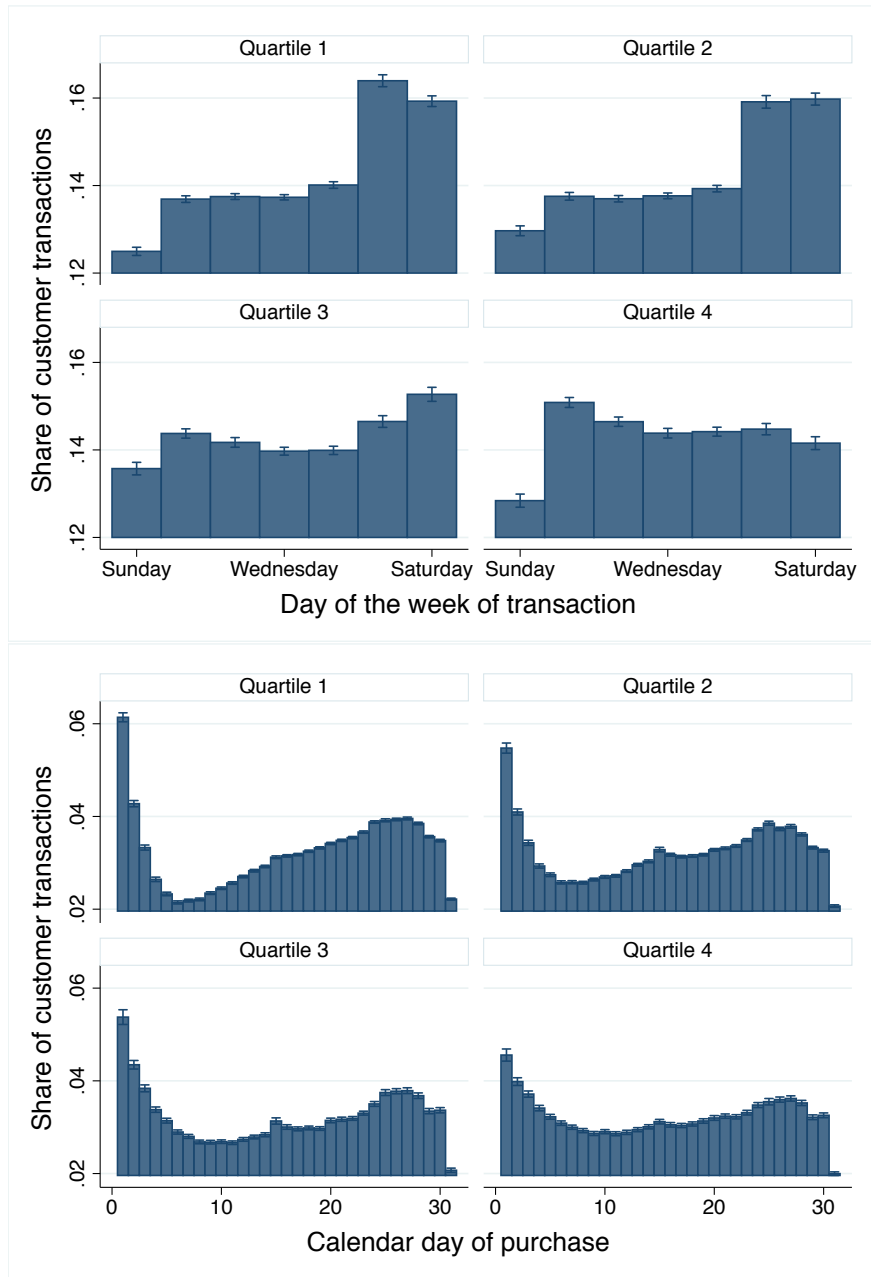 Quartile 1
Quartile 2
.16
.14
.12
Quartile 3
Quartile 4
.16
.14
.12
Share of customer transactions
Sunday
Wednesday
Saturday
Sunday
Wednesday
Saturday
Day of the week of transaction
Quartile 1
Quartile 2
.06
.04
.02
Quartile 3
Quartile 4
.06
.04
.02
Share of customer transactions
0
10
20
30
0
10
20
30
Calendar day of purchase